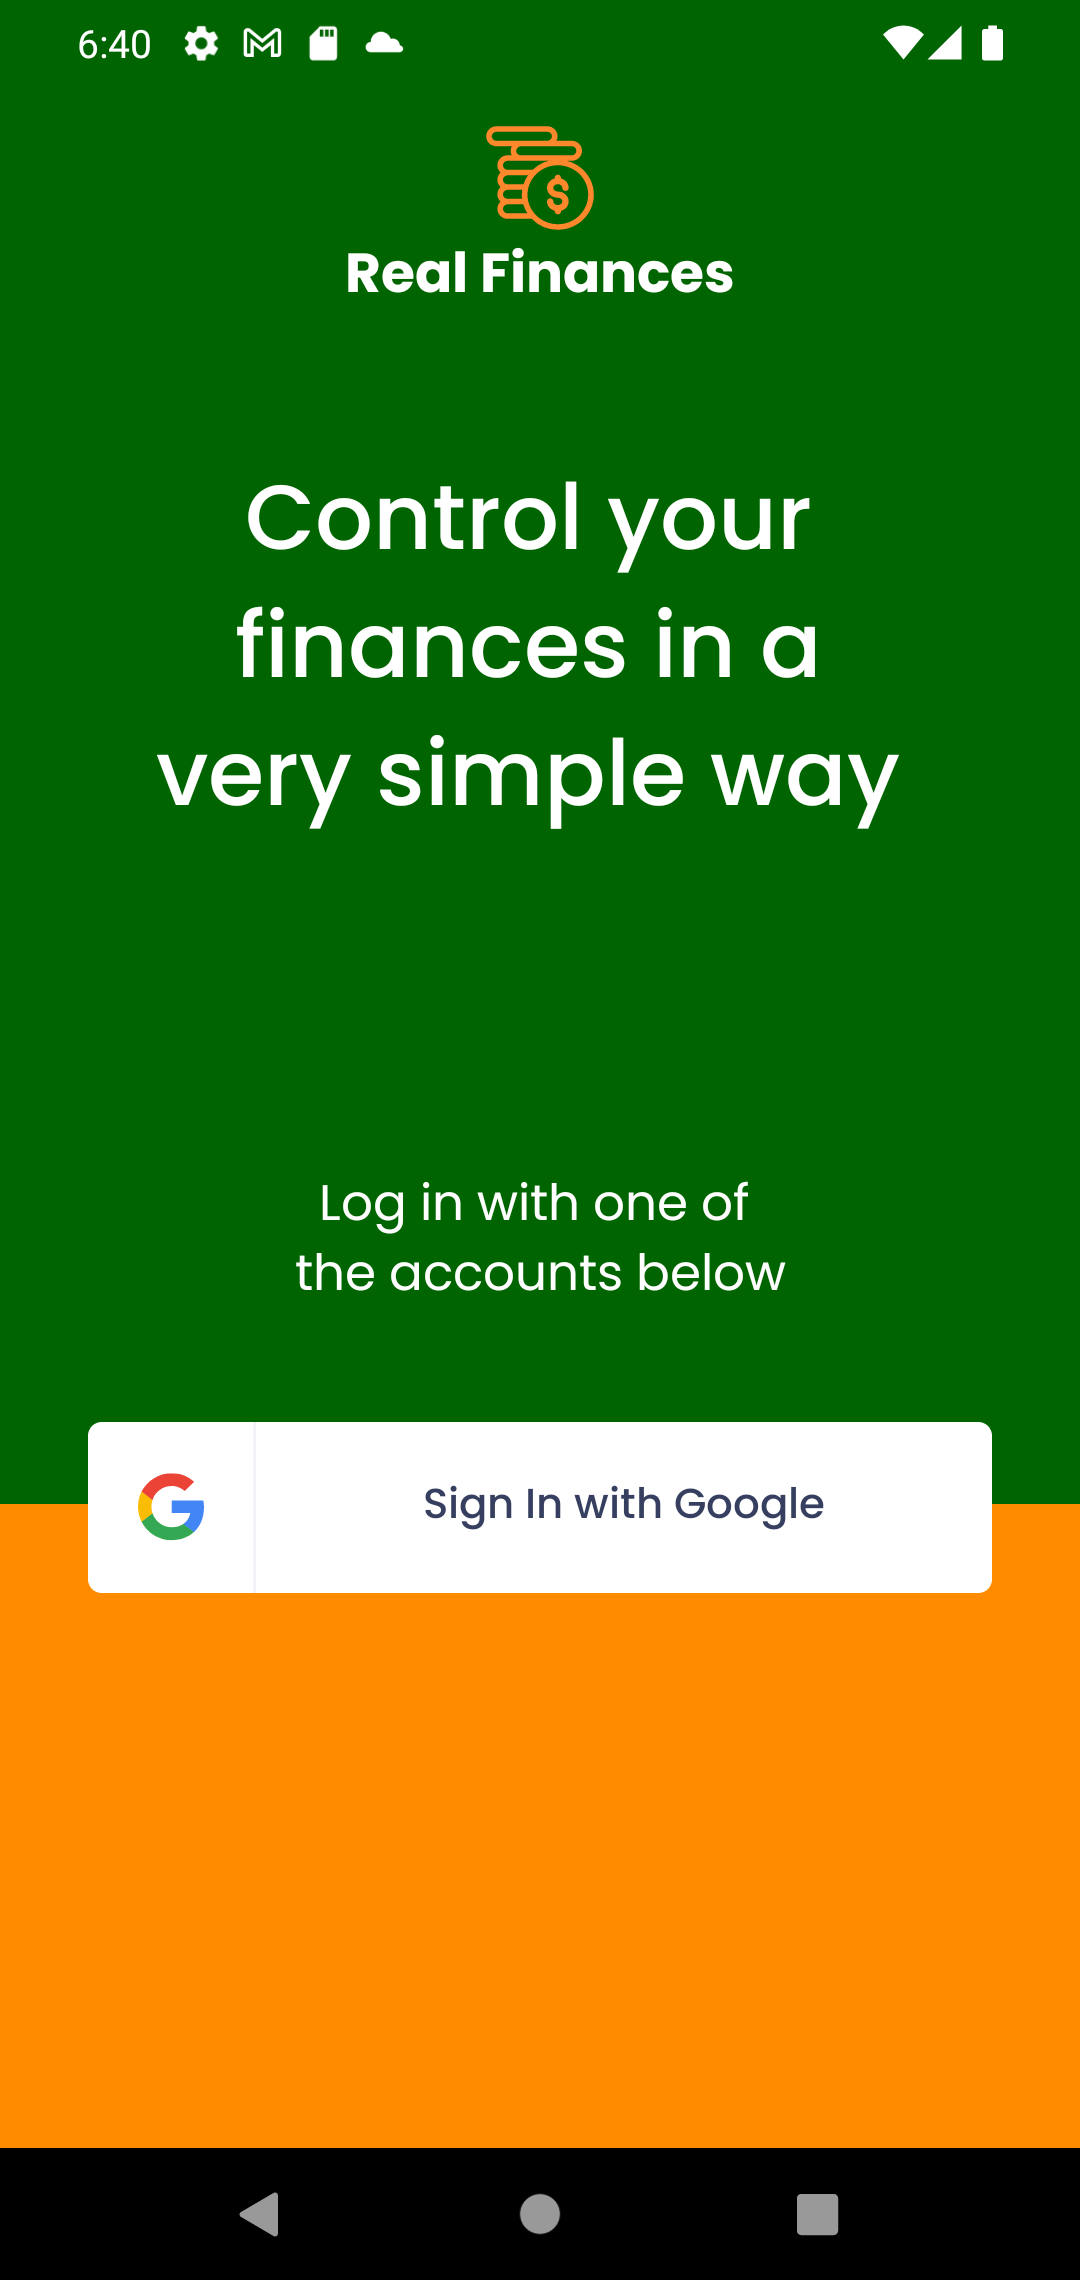 6:40
Real Finances
Control your
finances in a
very simple way
Log in with one of
the accounts below
Sign In with Google